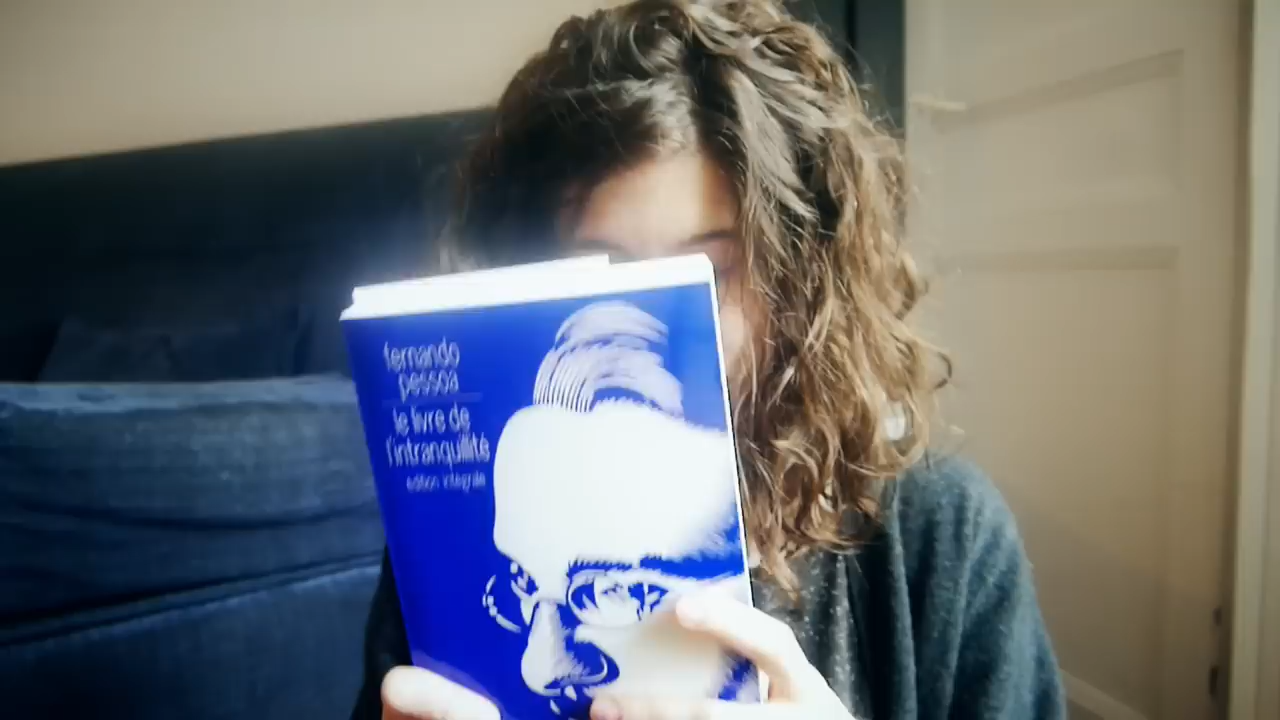 fernando
pessoa
le livre de
l'intranquillité
édition intégrale